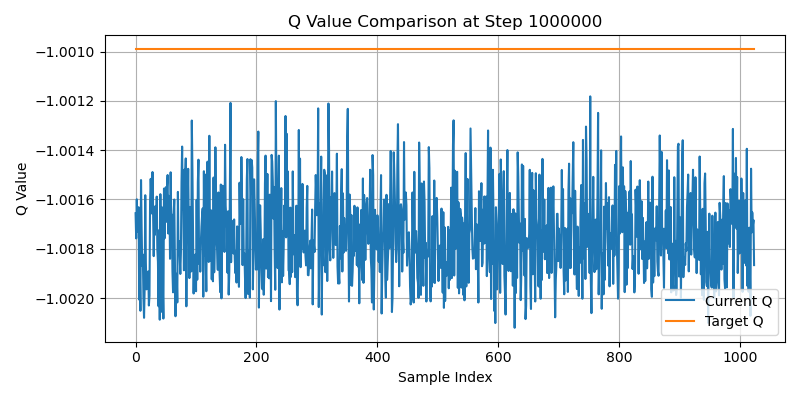 Q Value Comparison at Step 1000000
Q Value
−1.0010
−1.0012
−1.0014
−1.0016
−1.0018
−1.0020
Current Q
Target Q
0
200
400
600
800
1000
Sample Index